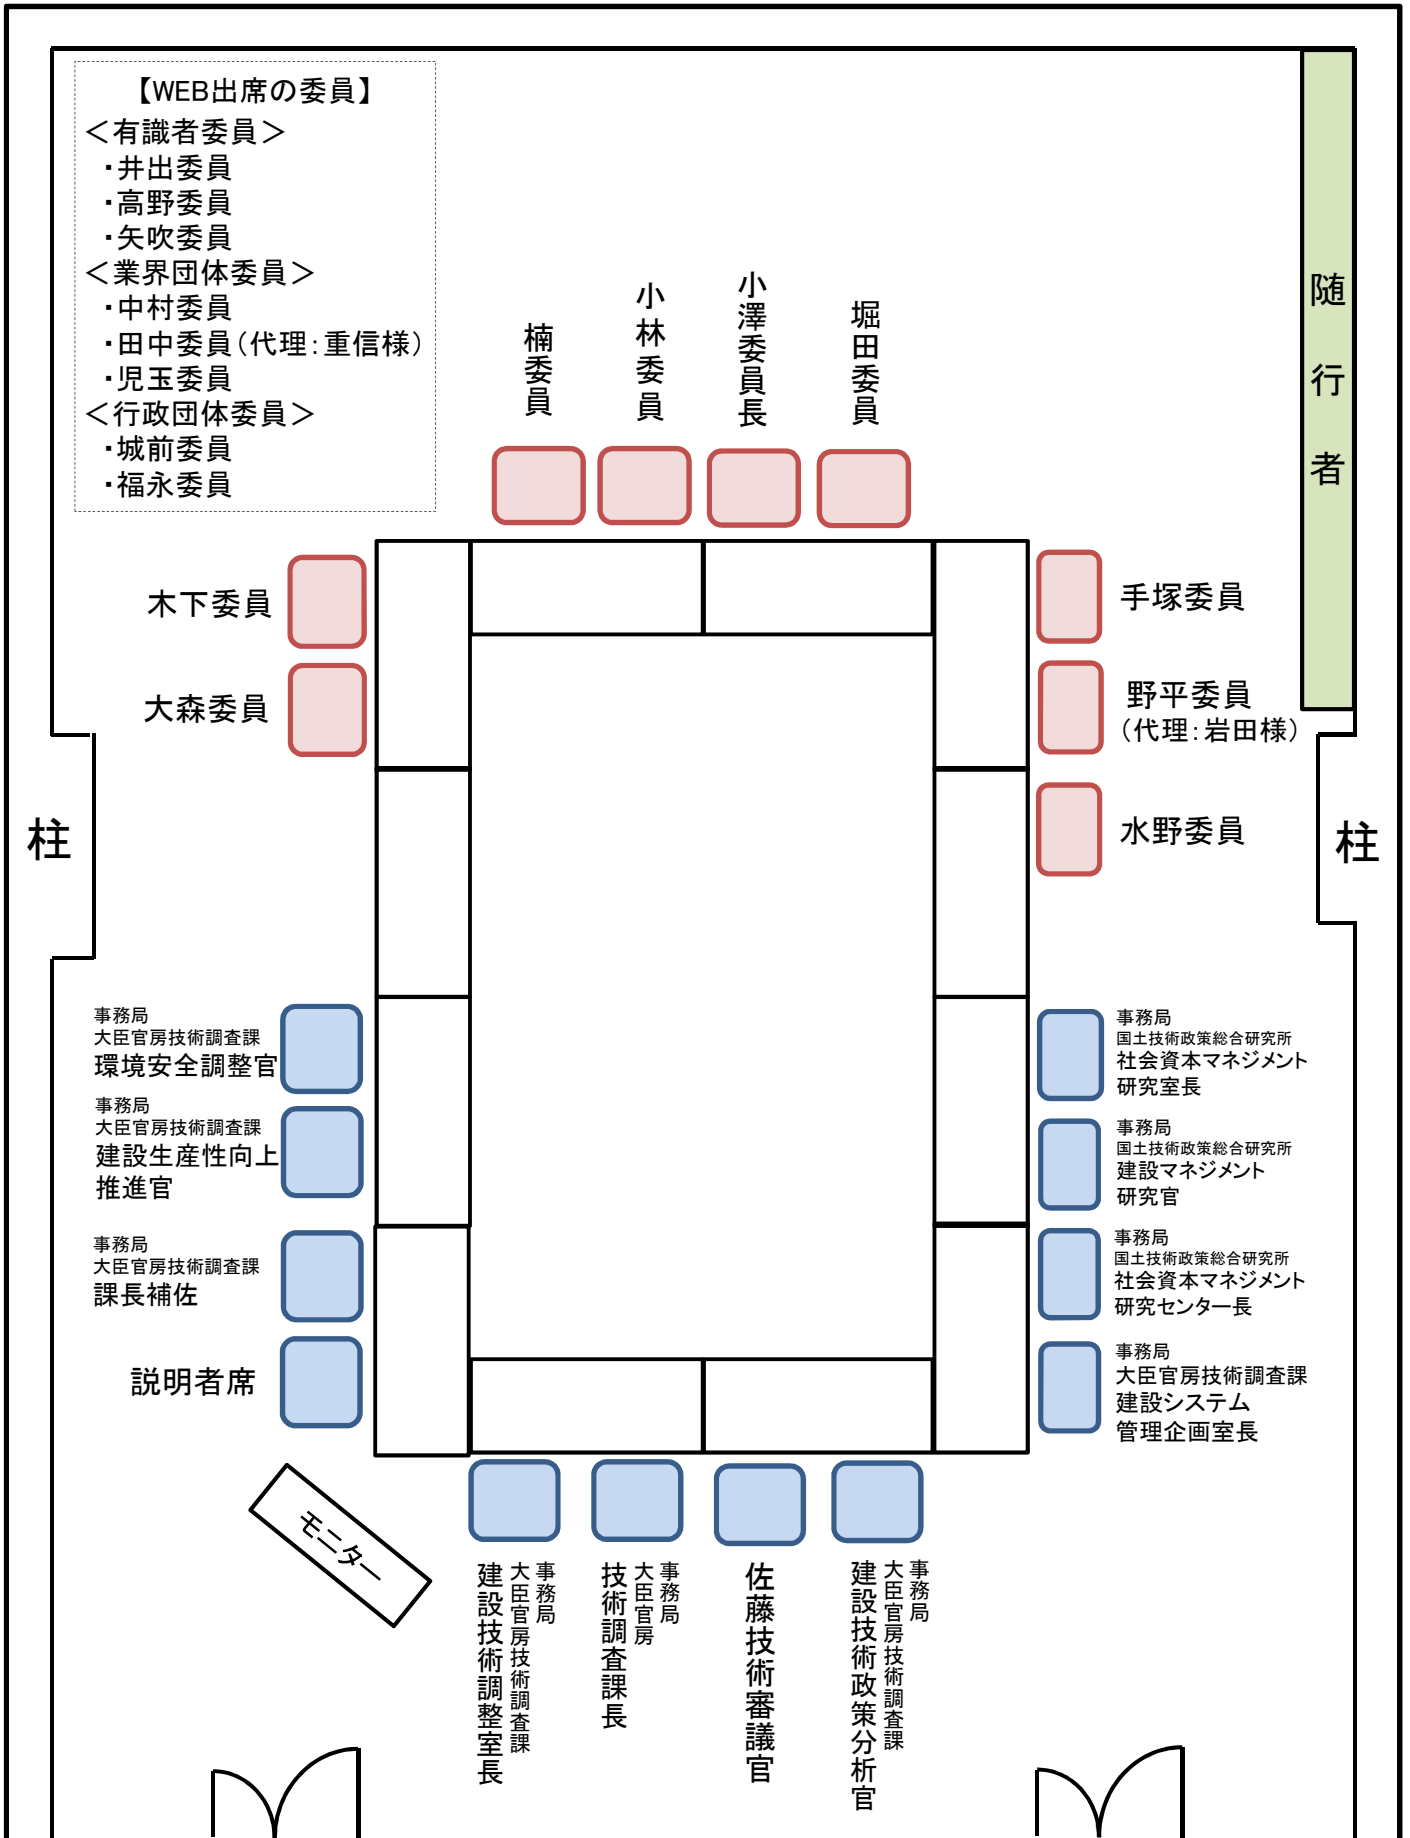 【WEB出席の委員】
＜有識者委員＞
・井出委員
・高野委員
・矢吹委員
＜業界団体委員＞
・中村委員
・田中委員（代理：重信様）
・児玉委員
＜行政団体委員＞
・城前委員
・福永委員
楠委員
小林委員
小澤委員長
堀田委員
随行者
木下委員
大森委員
手塚委員
野平委員
（代理：岩田様）
水野委員
柱
柱
事務局
大臣官房技術調査課
環境安全調整官
事務局
大臣官房技術調査課
建設生産性向上
推進官
事務局
大臣官房技術調査課
課長補佐
説明者席
事務局
国土技術政策総合研究所
社会資本マネジメント
研究室長
事務局
国土技術政策総合研究所
建設マネジメント
研究官
事務局
国土技術政策総合研究所
社会資本マネジメント
研究センター長
事務局
大臣官房技術調査課
建設システム
管理企画室長
モニター
事務局
大臣官房技術調査課
建設技術調整室長
事務局
大臣官房
技術調査課長
佐藤技術審議官
事務局
大臣官房技術調査課
建設技術政策分析官